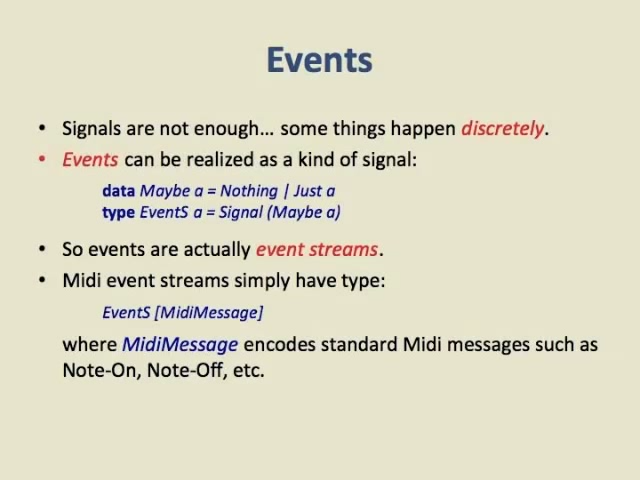 Events
• Signals are not enough... some things happen discretely.
• Events can be realized as a kind of signal:
data Maybe a = Nothing | Just a
type EventS a = Signal (Maybe a)
• So events are actually event streams.
• Midi event streams simply have type:
EventS [MidiMessage]
where MidiMessage encodes standard Midi messages such as
Note-On, Note-Off, etc.